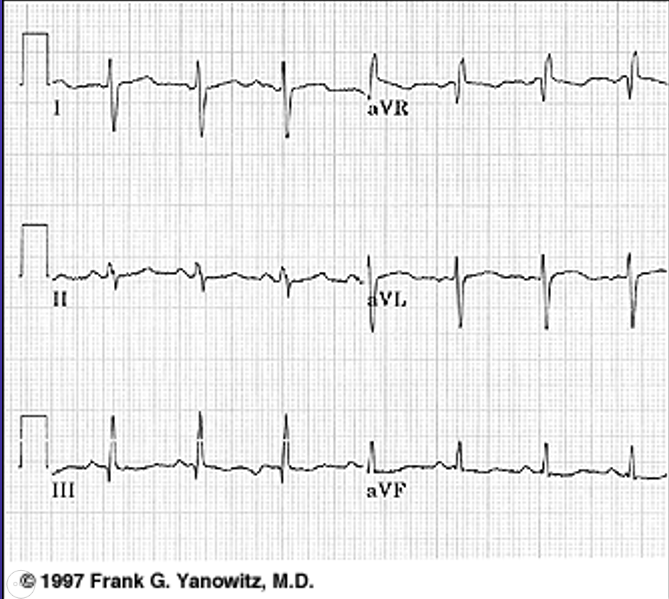 I
aVR
II
aVL
III
aVF
© 1997 Frank G. Yanowitz, M.D.